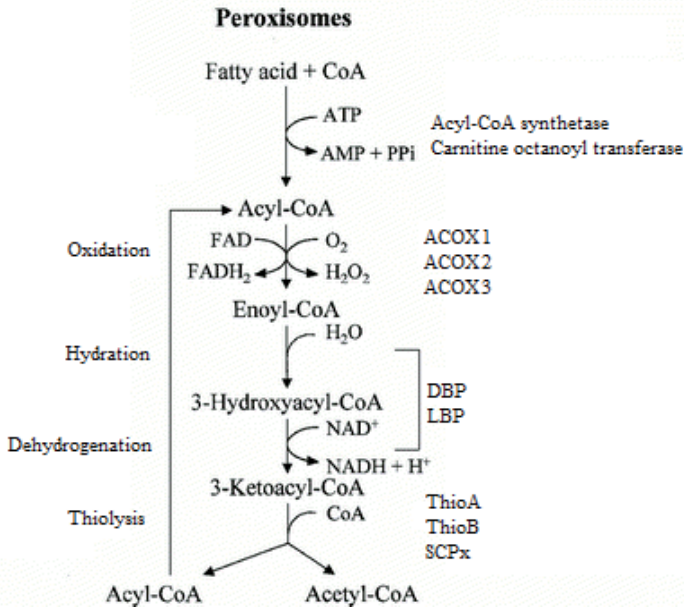 Peroxisomes
Fatty acid + CoA
ATP
AMP + PPi
Acyl-CoA synthetase
Carnitine octanoyl transferase
Acyl-CoA
Oxidation
FAD
O₂
FADH₂
H₂O₂
ACOX1
ACOX2
ACOX3
Enoyl-CoA
H₂O
Hydration
3-Hydroxyacyl-CoA
DBP
LBP
NAD⁺
Dehydrogenation
NADH + H⁺
3-Ketoacyl-CoA
Thiolysis
CoA
ThioA
ThioB
SCPx
Acyl-CoA
Acetyl-CoA